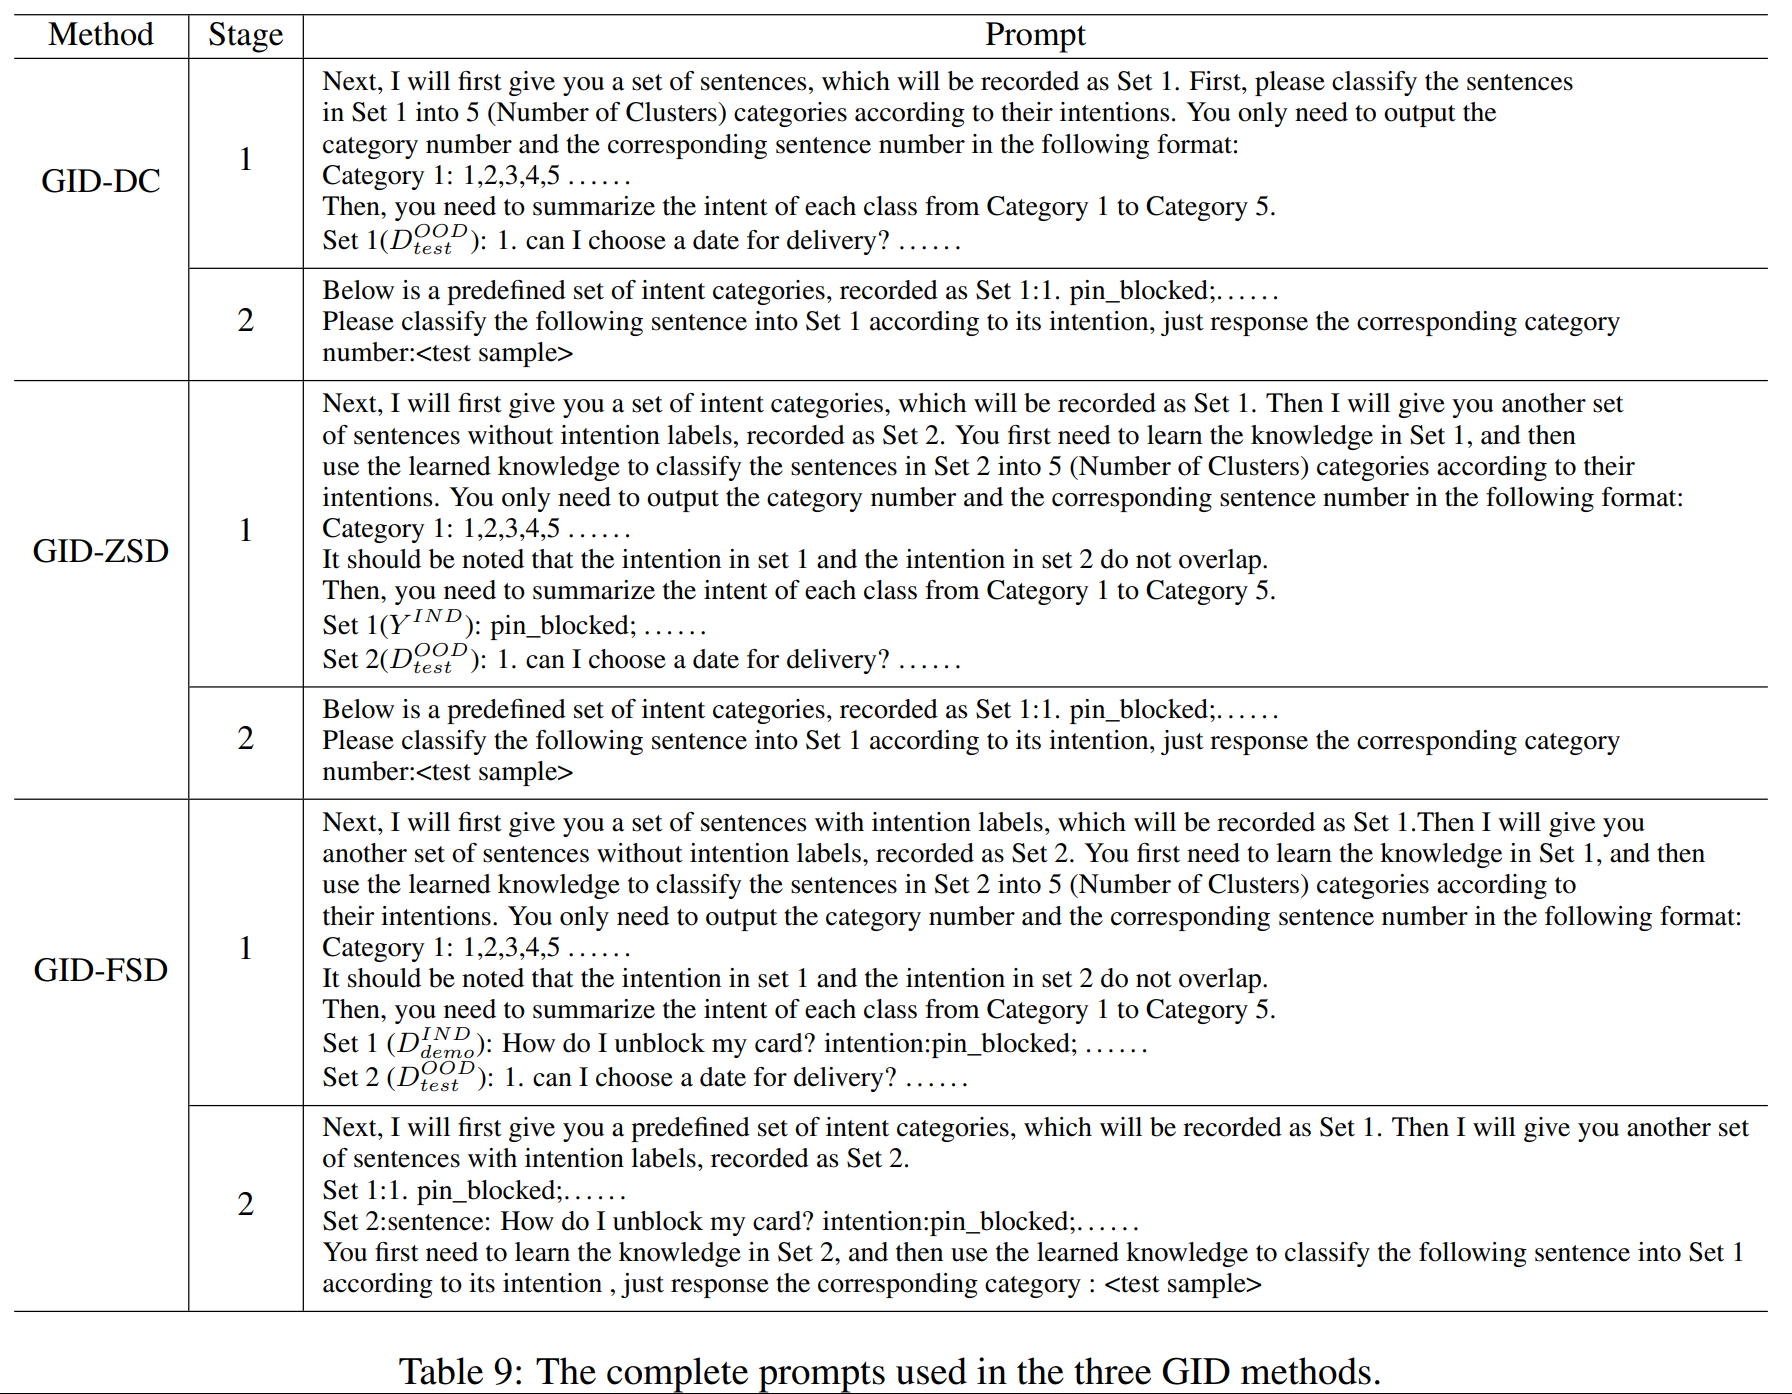 Method Stage Prompt
Next, I will first give you a set of sentences, which will be recorded as Set 1. First, please classify the sentences
in Set 1 into 5 (Number of Clusters) categories according to their intentions. You only need to output the
category number and the corresponding sentence number in the following format:
Category 1: 1,2,3,4,5 ......
Then, you need to summarize the intent of each class from Category 1 to Category 5.
Set 1(D_{test}^{OOD}): 1. can I choose a date for delivery? ......
GID-DC
1
Below is a predefined set of intent categories, recorded as Set 1:1. pin_blocked;......
Please classify the following sentence into Set 1 according to its intention, just response the corresponding category
number:<test sample>
2
Next, I will first give you a set of intent categories, which will be recorded as Set 1. Then I will give you another set
of sentences without intention labels, recorded as Set 2. You first need to learn the knowledge in Set 1, and then
use the learned knowledge to classify the sentences in Set 2 into 5 (Number of Clusters) categories according to their
intentions. You only need to output the category number and the corresponding sentence number in the following format:
Category 1: 1,2,3,4,5 ......
It should be noted that the intention in set 1 and the intention in set 2 do not overlap.
Then, you need to summarize the intent of each class from Category 1 to Category 5.
Set 1(Y^{IND}): pin_blocked; ......
Set 2(D_{test}^{OOD}): 1. can I choose a date for delivery? ......
GID-ZSD
1
Below is a predefined set of intent categories, recorded as Set 1:1. pin_blocked;......
Please classify the following sentence into Set 1 according to its intention, just response the corresponding category
number:<test sample>
2
Next, I will first give you a set of sentences with intention labels, which will be recorded as Set 1.Then I will give you
another set of sentences without intention labels, recorded as Set 2. You first need to learn the knowledge in Set 1, and then
use the learned knowledge to classify the sentences in Set 2 into 5 (Number of Clusters) categories according to
their intentions. You only need to output the category number and the corresponding sentence number in the following format:
Category 1: 1,2,3,4,5 ......
It should be noted that the intention in set 1 and the intention in set 2 do not overlap.
Then, you need to summarize the intent of each class from Category 1 to Category 5.
Set 1 (D_{demo}^{IND}): How do I unblock my card? intention:pin_blocked; ......
Set 2 (D_{test}^{OOD}): 1. can I choose a date for delivery? ......
GID-FSD
1
Next, I will first give you a predefined set of intent categories, which will be recorded as Set 1. Then I will give you another set
of sentences with intention labels, recorded as Set 2.
Set 1:1. pin_blocked;......
Set 2:sentence: How do I unblock my card? intention:pin_blocked;......
You first need to learn the knowledge in Set 2, and then use the learned knowledge to classify the following sentence into Set 1
according to its intention , just response the corresponding category : <test sample>
2
Table 9: The complete prompts used in the three GID methods.